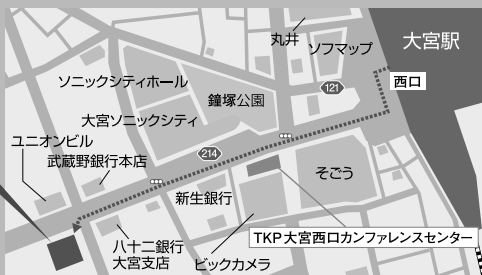 丸井
ソフマップ
大宮駅
西口
ソニックシティホール
121
鐘塚公園
大宮ソニックシティ
ユニオンビル
武蔵野銀行本店
214
そごう
新生銀行
TKP大宮西口カンファレンスセンター
八十二銀行
大宮支店
ビックカメラ